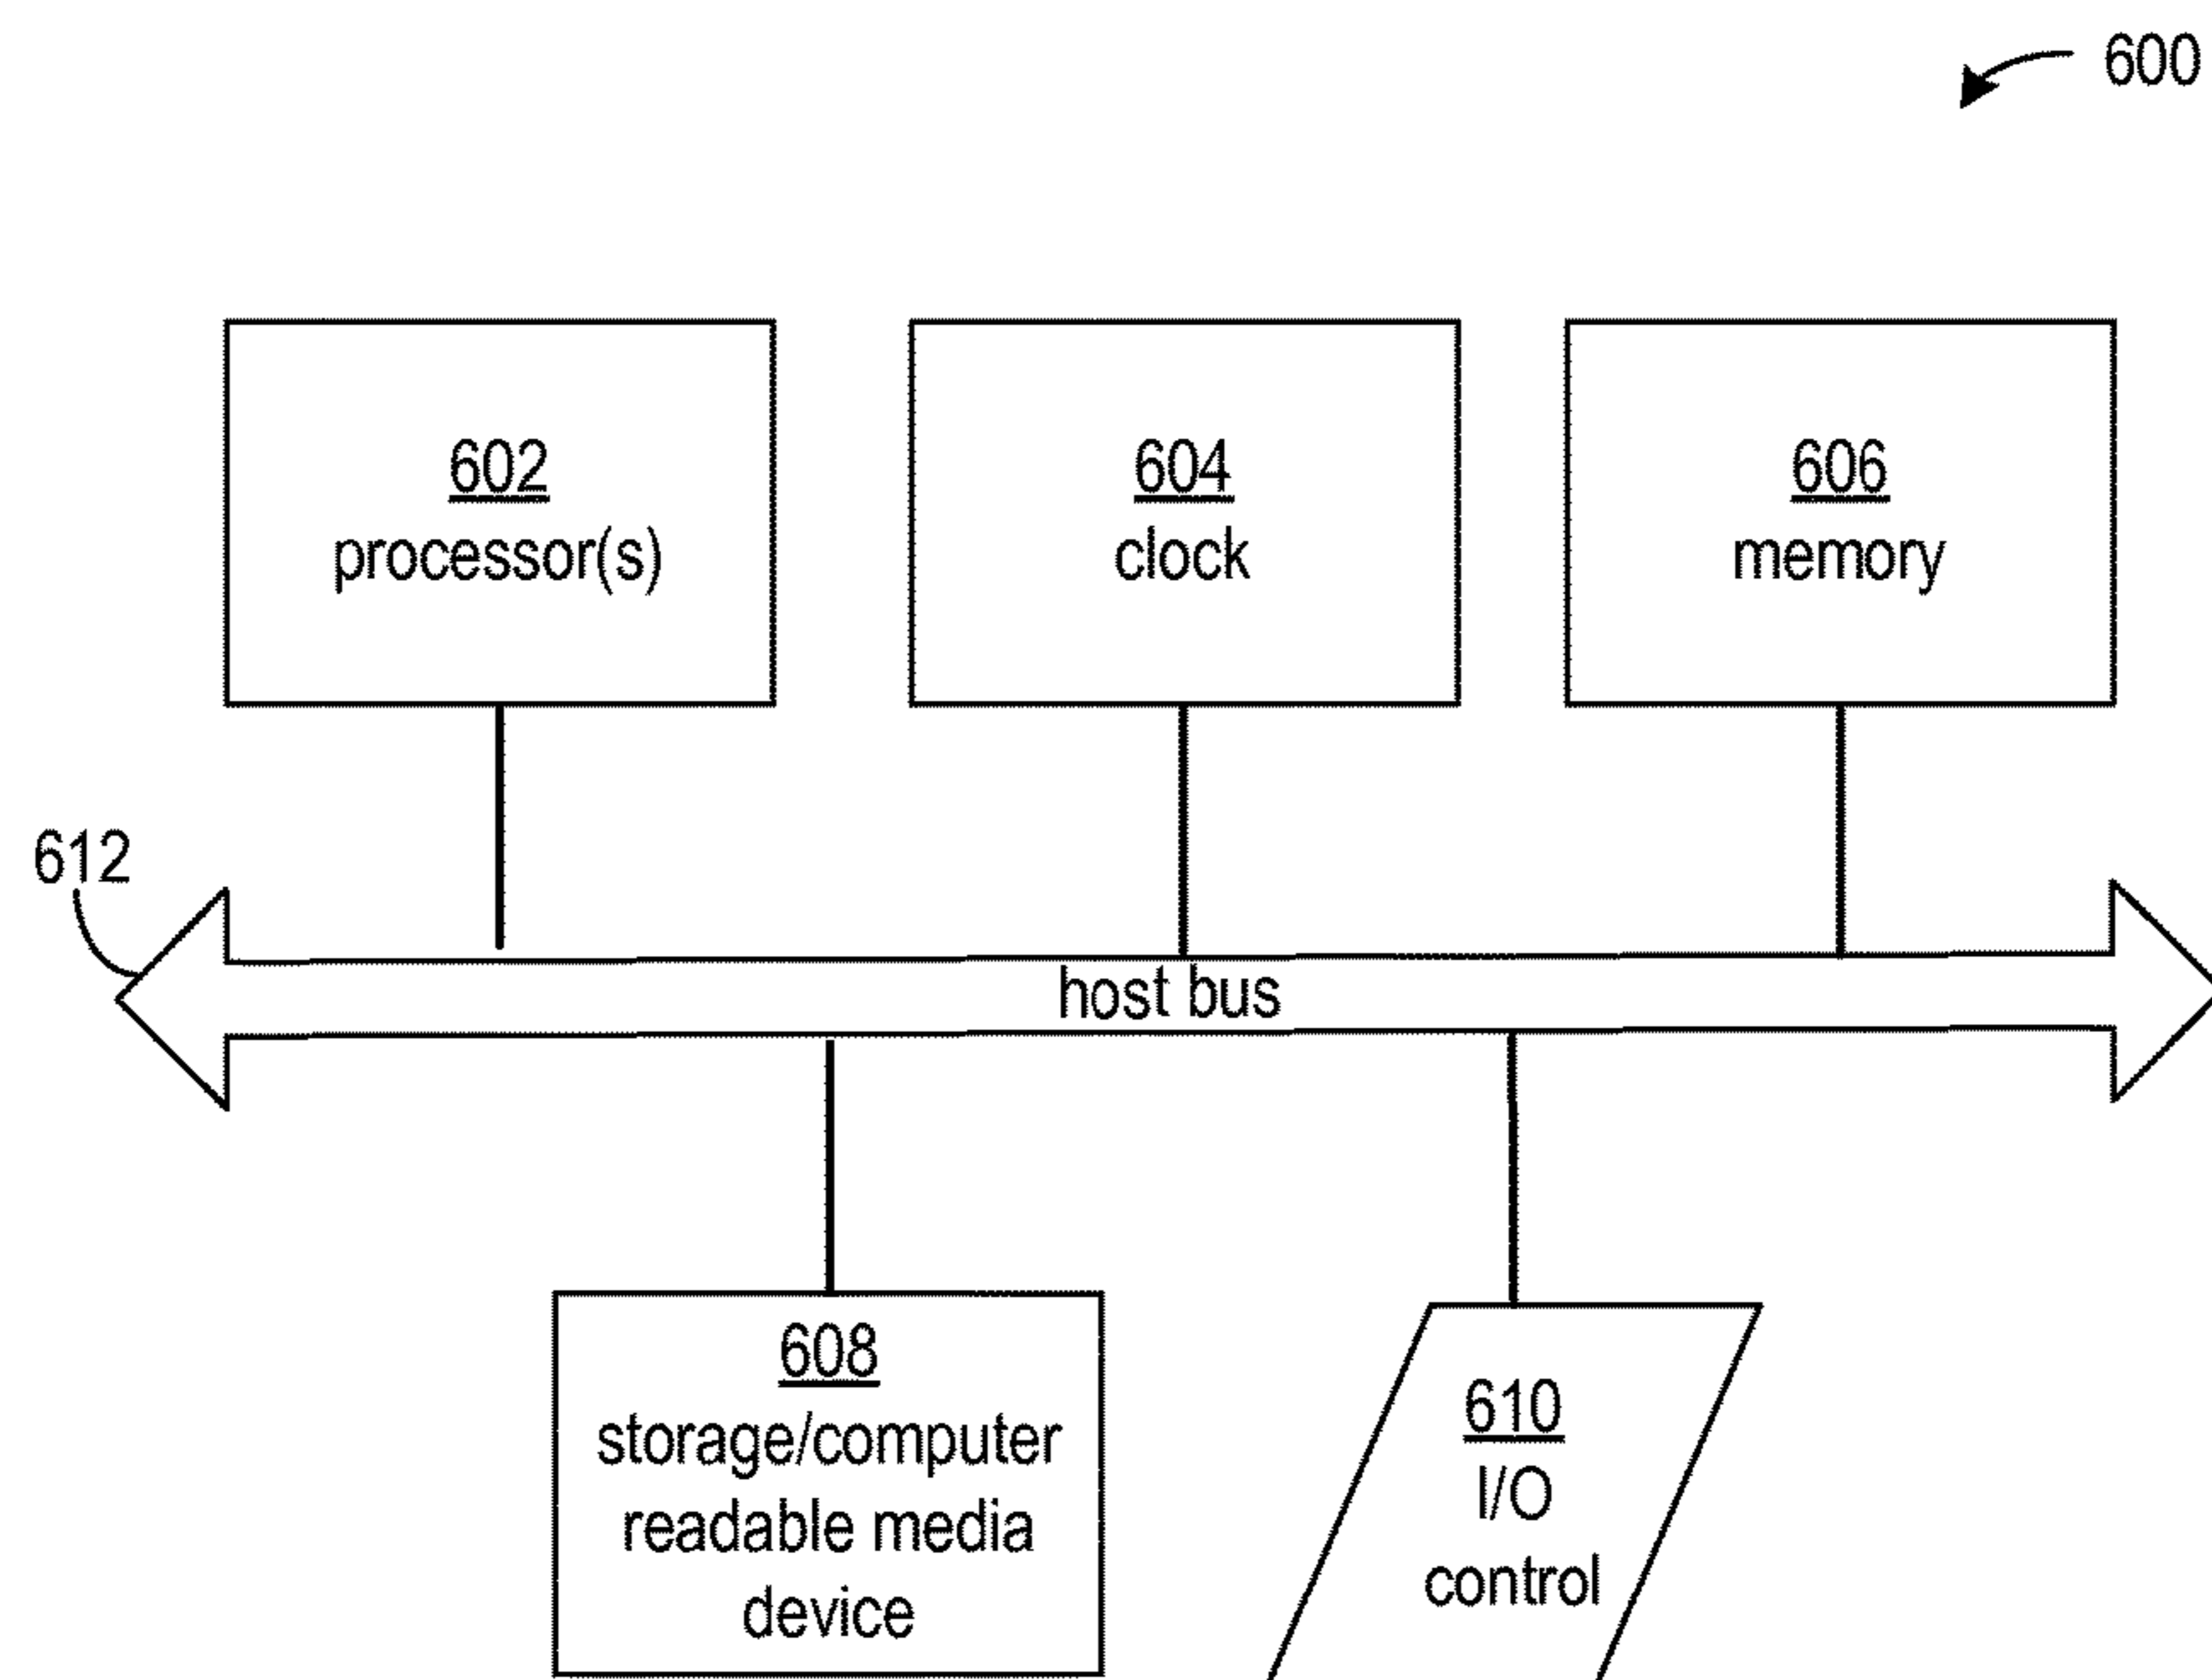 600
602
processor(s)
604
clock
606
memory
612
host bus
608
storage/computer
readable media
device
610
I/O
control